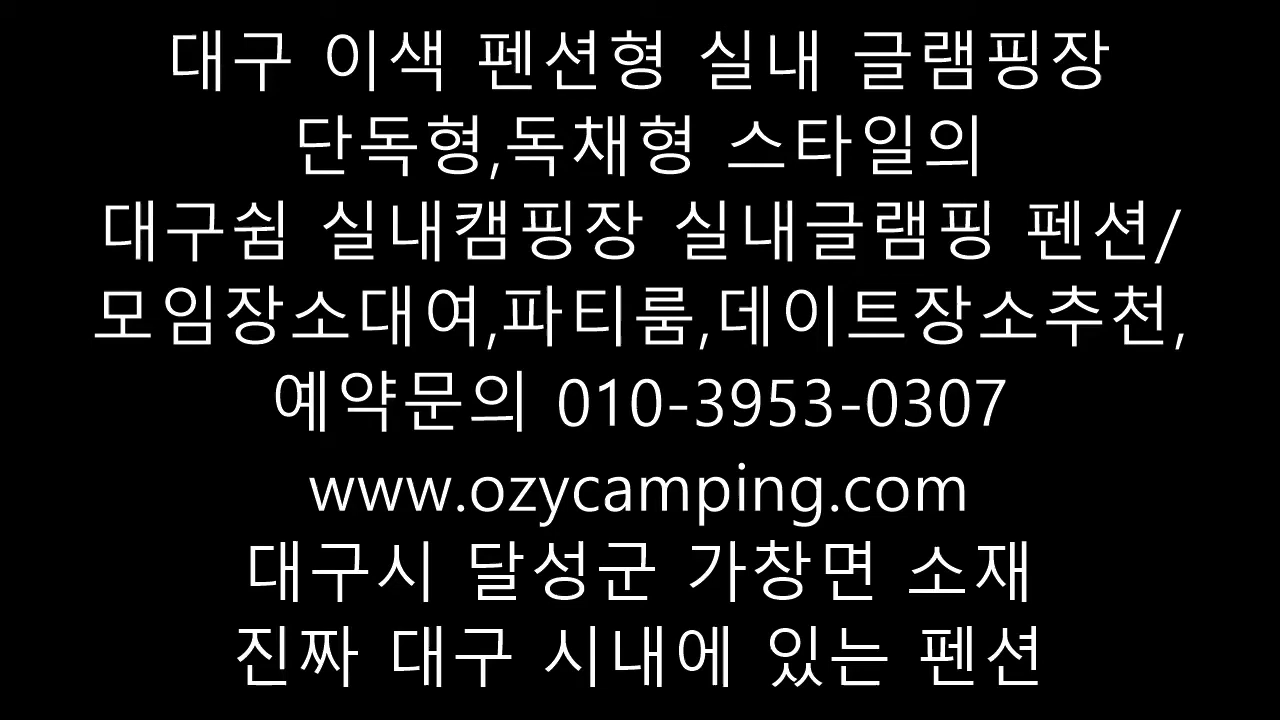 대구 이색 펜션형 실내 글램핑장
단독형,독채형 스타일의
대구쉼 실내캠핑장 실내글램핑 펜션/
모임장소대여,파티룸,데이트장소추천,
예약문의 010-3953-0307
www.ozycamping.com
대구시 달성군 가창면 소재
진짜 대구 시내에 있는 펜션